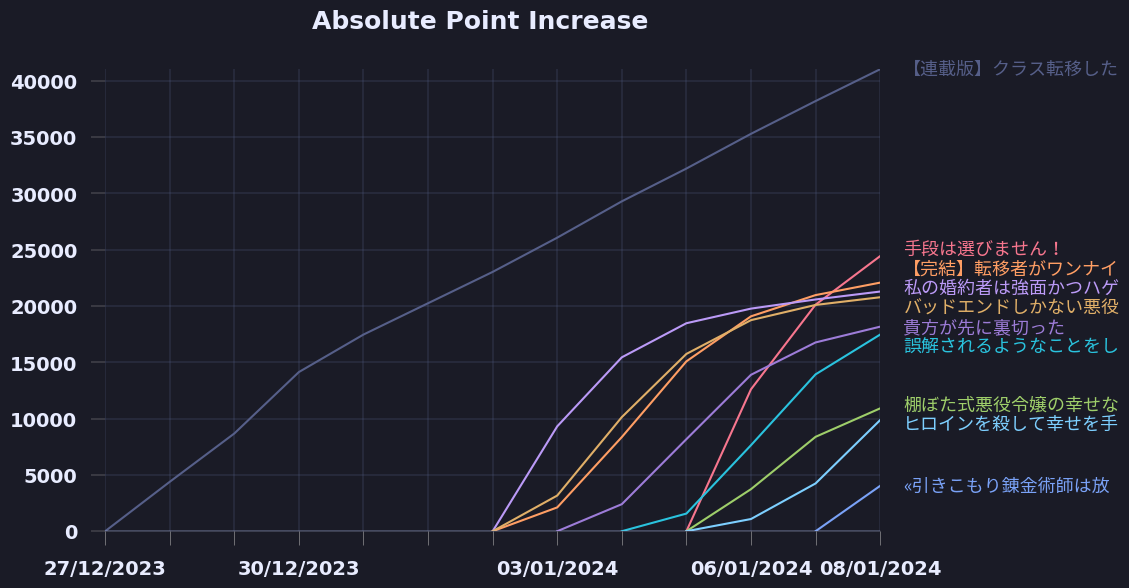 Absolute Point Increase
40000
35000
30000
25000
20000
15000
10000
5000
0
27/12/2023
30/12/2023
03/01/2024
06/01/2024
08/01/2024
【連載版】クラス転移した
手段は選びません！
【完結】転移者がワンナイ
私の婚約者は強面かつハゲ
バッドエンドしかない悪役
貴方が先に裏切った
誤解されるようなことをし
棚ぼた式悪役令嬢の幸せな
ヒロインを殺して幸せを手
«引きこもり錬金術師は放